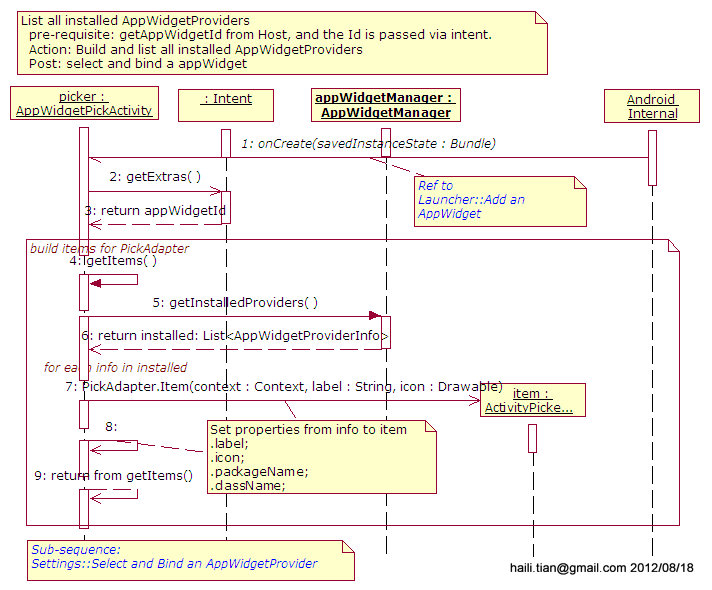 List all installed AppWidgetProviders
pre-requisite: getAppWidgetId from Host, and the Id is passed via intent.
Action: Build and list all installed AppWidgetProviders
Post: select and bind a appWidget
picker :
AppWidgetPickActivity
: Intent
appWidgetManager :
AppWidgetManager
Android
Internal
1: onCreate(savedInstanceState : Bundle)
2: getExtras( )
Ref to
Launcher::Add an
AppWidget
3: return appWidgetId
build items for PickAdapter
4: getItems( )
5: getInstalledProviders( )
6: return installed: List<AppWidgetProviderInfo>
for each info in installed
7: PickAdapter.Item(context : Context, label : String, icon : Drawable)
item :
ActivityPicke...
8:
Set properties from info to item
.label;
.icon;
.packageName;
.className;
9: return from getItems()
Sub-sequence:
Settings::Select and Bind an AppWidgetProvider
haili.tian@gmail.com 2012/08/18